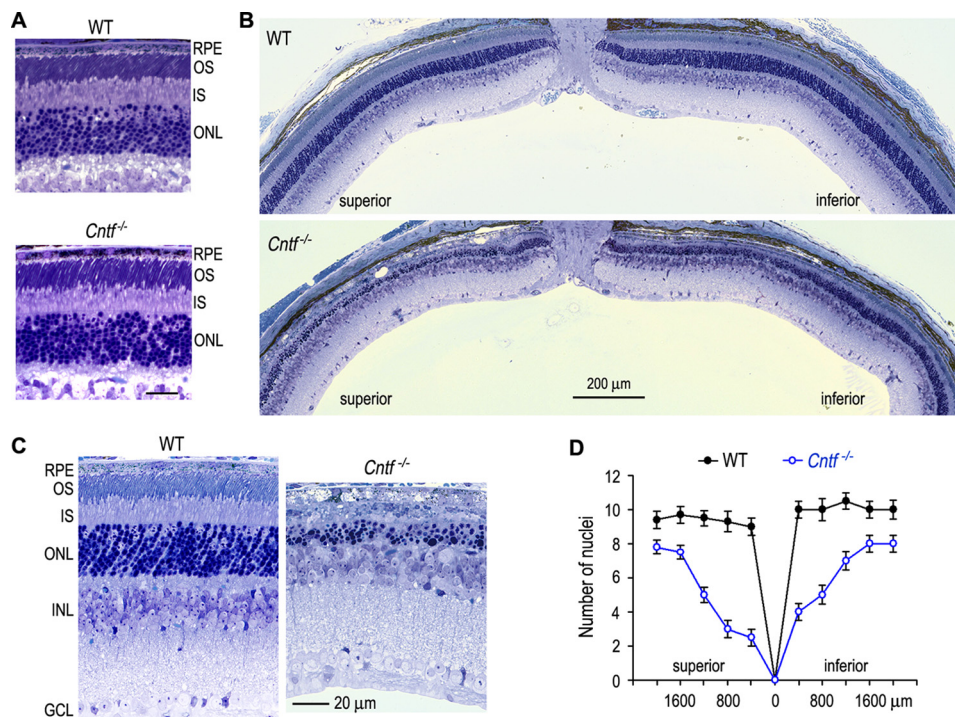 A
WT
RPE
OS
IS
ONL
Cntf -/-
RPE
OS
IS
ONL
B
WT
superior
inferior
Cntf -/-
200 μm
superior
inferior
C
WT
Cntf -/-
RPE
OS
IS
ONL
INL
GCL
20 μm
D
WT
Cntf -/-
Number of nuclei
12
10
8
6
4
2
0
superior
inferior
1600 800 0 800 1600 μm